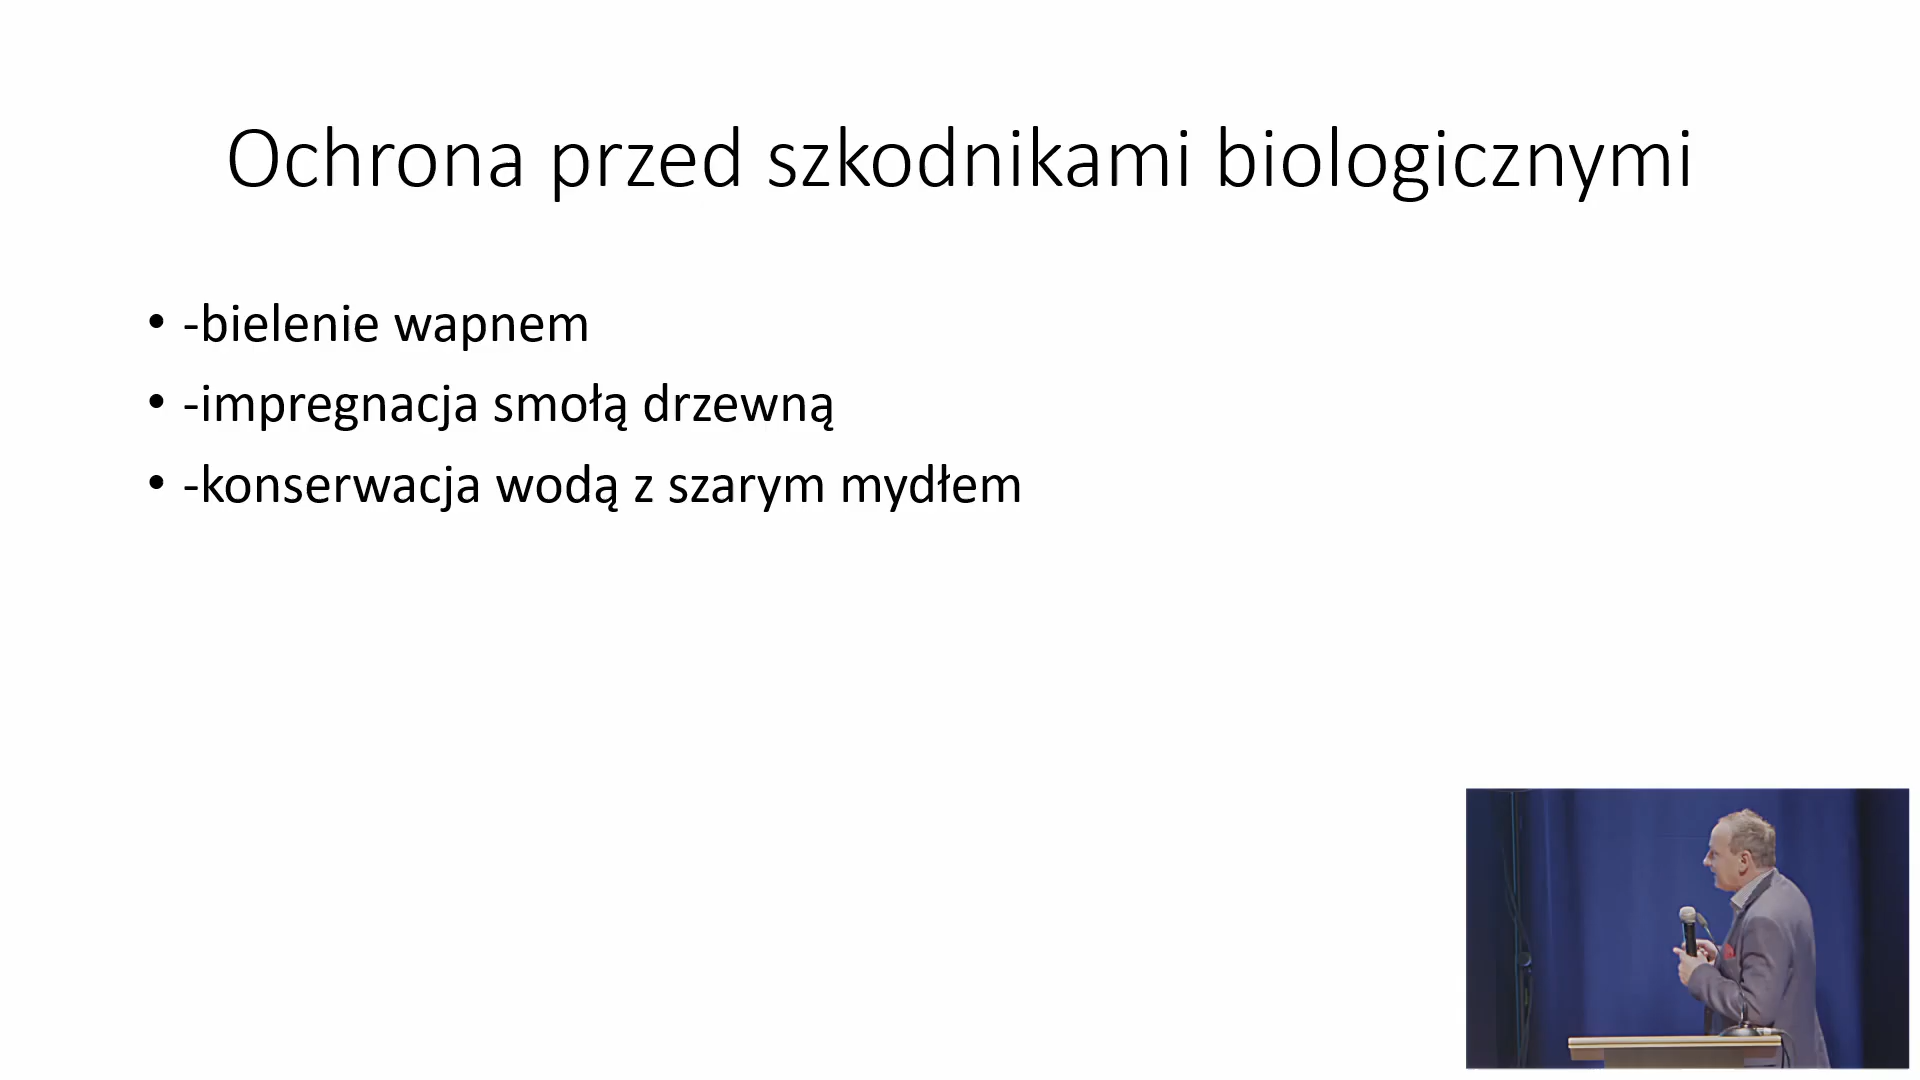 Ochrona przed szkodnikami biologicznymi
• -bielenie wapnem
• -impregnacja smołą drzewną
• -konserwacja wodą z szarym mydłem